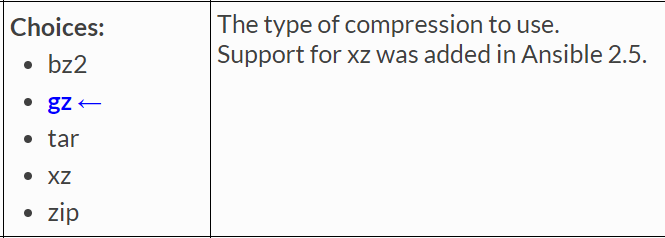 Choices:
• bz2
• gz ←
• tar
• xz
• zip
The type of compression to use.
Support for xz was added in Ansible 2.5.